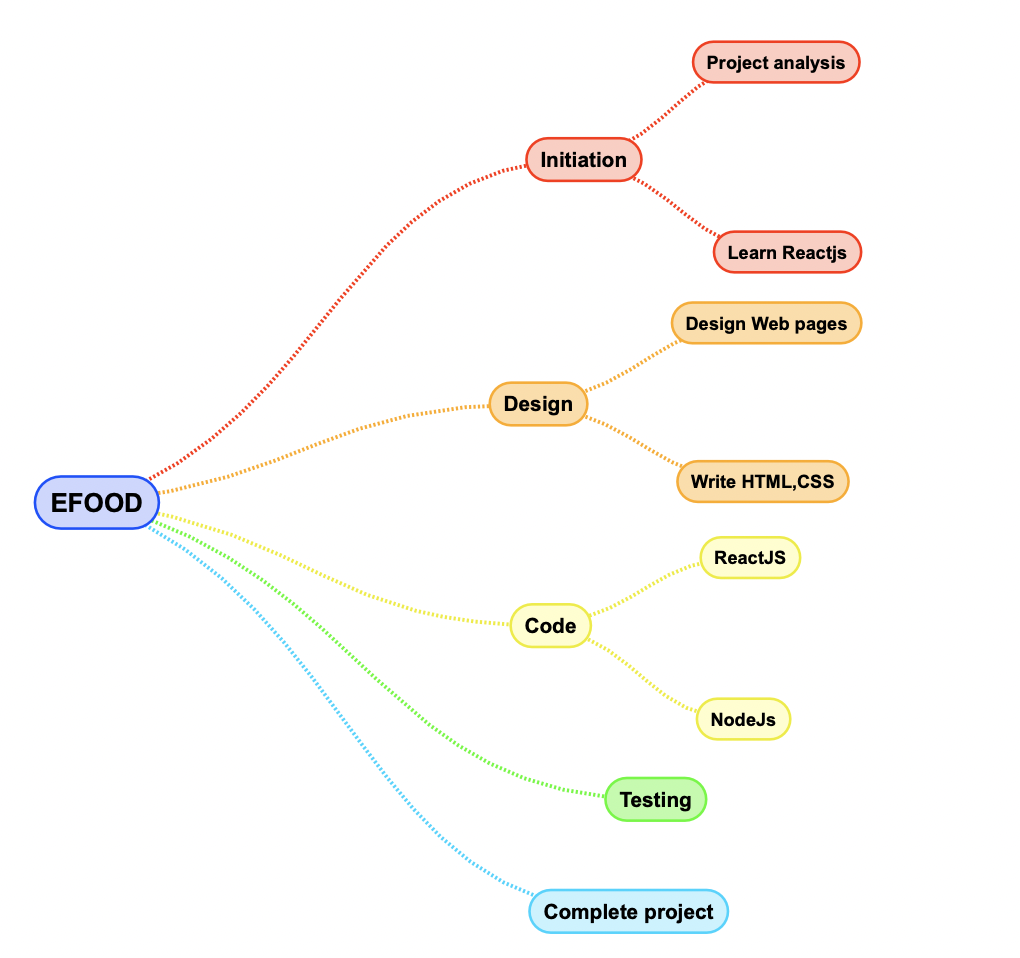 EFOOD
Initiation
Project analysis
Learn Reactjs
Design
Design Web pages
Write HTML,CSS
Code
ReactJS
NodeJs
Testing
Complete project